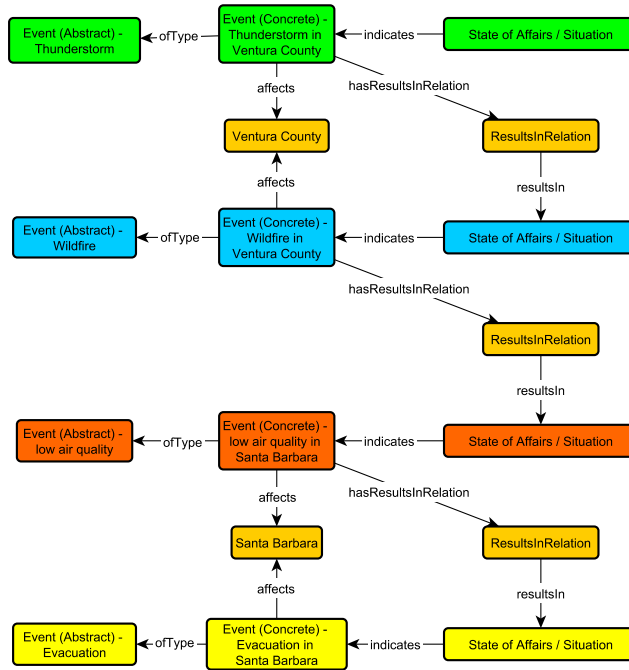 Event (Abstract) -
Thunderstorm
ofType
Event (Concrete) -
Thunderstorm in
Ventura County
indicates
State of Affairs / Situation
affects
hasResultsInRelation
Ventura County
ResultsInRelation
affects
resultsIn
Event (Abstract) -
Wildfire
ofType
Event (Concrete) -
Wildfire in
Ventura County
indicates
State of Affairs / Situation
hasResultsInRelation
ResultsInRelation
resultsIn
Event (Abstract) -
low air quality
ofType
Event (Concrete) -
low air quality in
Santa Barbara
indicates
State of Affairs / Situation
affects
hasResultsInRelation
Santa Barbara
ResultsInRelation
affects
resultsIn
Event (Abstract) -
Evacuation
ofType
Event (Concrete) -
Evacuation in
Santa Barbara
indicates
State of Affairs / Situation